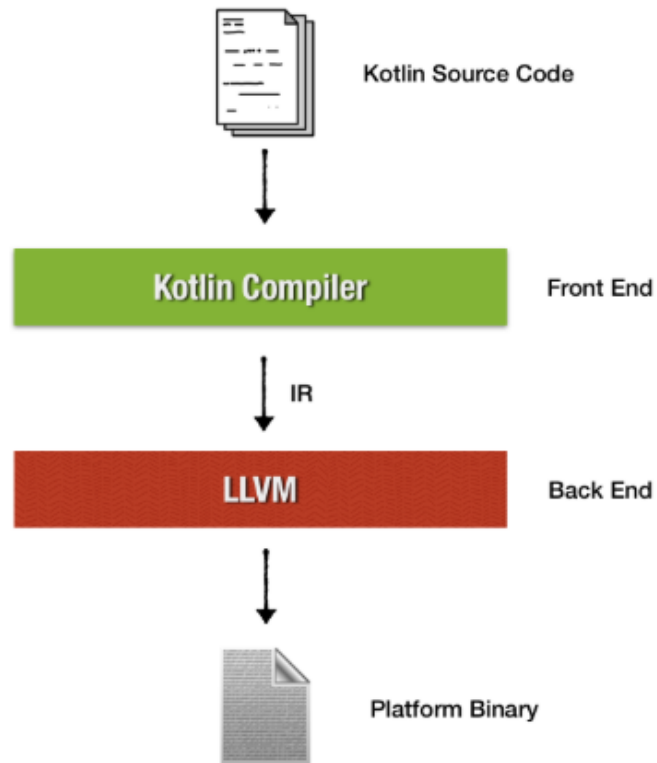 Kotlin Source Code
Kotlin Compiler
Front End
IR
LLVM
Back End
Platform Binary